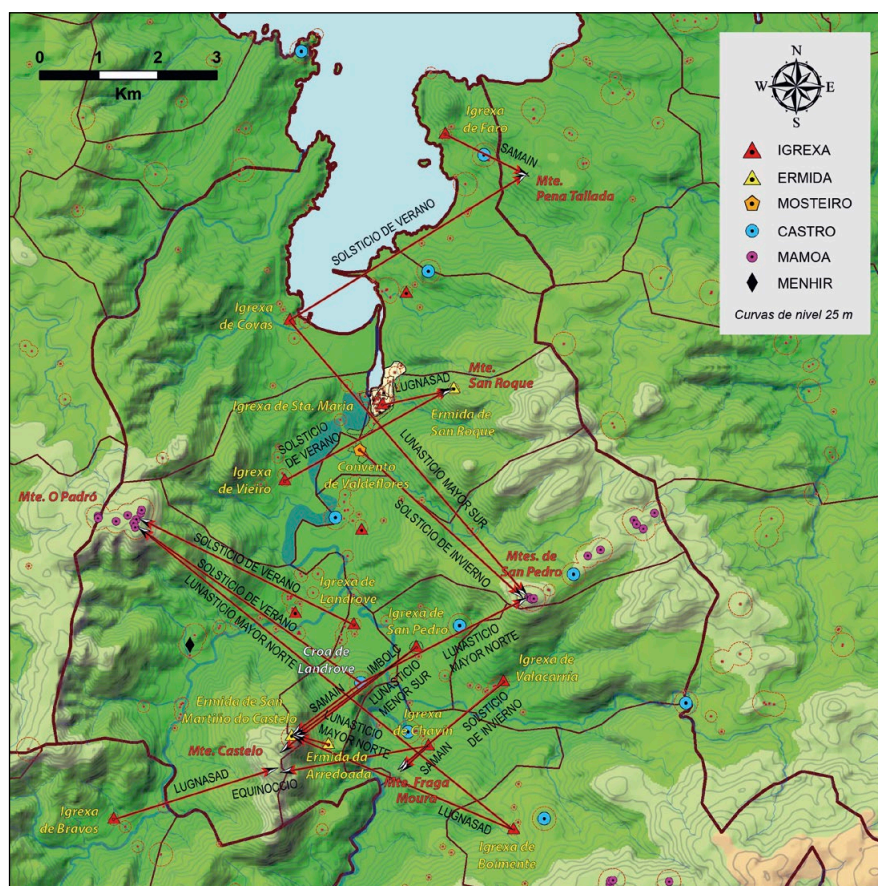 0 1 2 3
Km
N
W E
S
IGREXA
ERMIDA
MOSTEIRO
CASTRO
MAMOA
MENHIR
Curvas de nivel 25 m
Igrexa
de Faro
SAMAIN
Mte.
Pena Tallada
SOLSTICIO DE VERANO
Igrexa
de Covas
Mte.
San Roque
LUGNASAD
Igrexa de Sta. Maria
Ermida de
San Roque
SOLSTICIO
DE VERANO
LUNASTICIO MAYOR SUR
Igrexa
de Vieiro
Convento
de Valdeflores
Mte. O Padró
SOLSTICIO DE INVIERNO
Mtes. de
San Pedro
SOLSTICIO DE VERANO
SOLSTICIO DE VERANO
LUNASTICIO MAYOR NORTE
Igrexa de
Landrove
Igrexa de
San Pedro
Croa de
Landrove
IMBOLC
LUNASTICIO
MAYOR NORTE
Igrexa de
Valacarría
SAMAIN
LUNASTICIO
MENOR SUR
Ermida de San
Martiño do Castelo
LUNASTICIO
MAYOR NORTE
Igrexa
de Chavín
SOLSTICIO
DE INVIERNO
Mte. Castelo
Ermida da
Arredoada
SAMAIN
LUGNASAD
EQUINOCCIO
Mte. Fraga
Moura
Igrexa
de Bravos
LUGNASAD
Igrexa de
Boimente